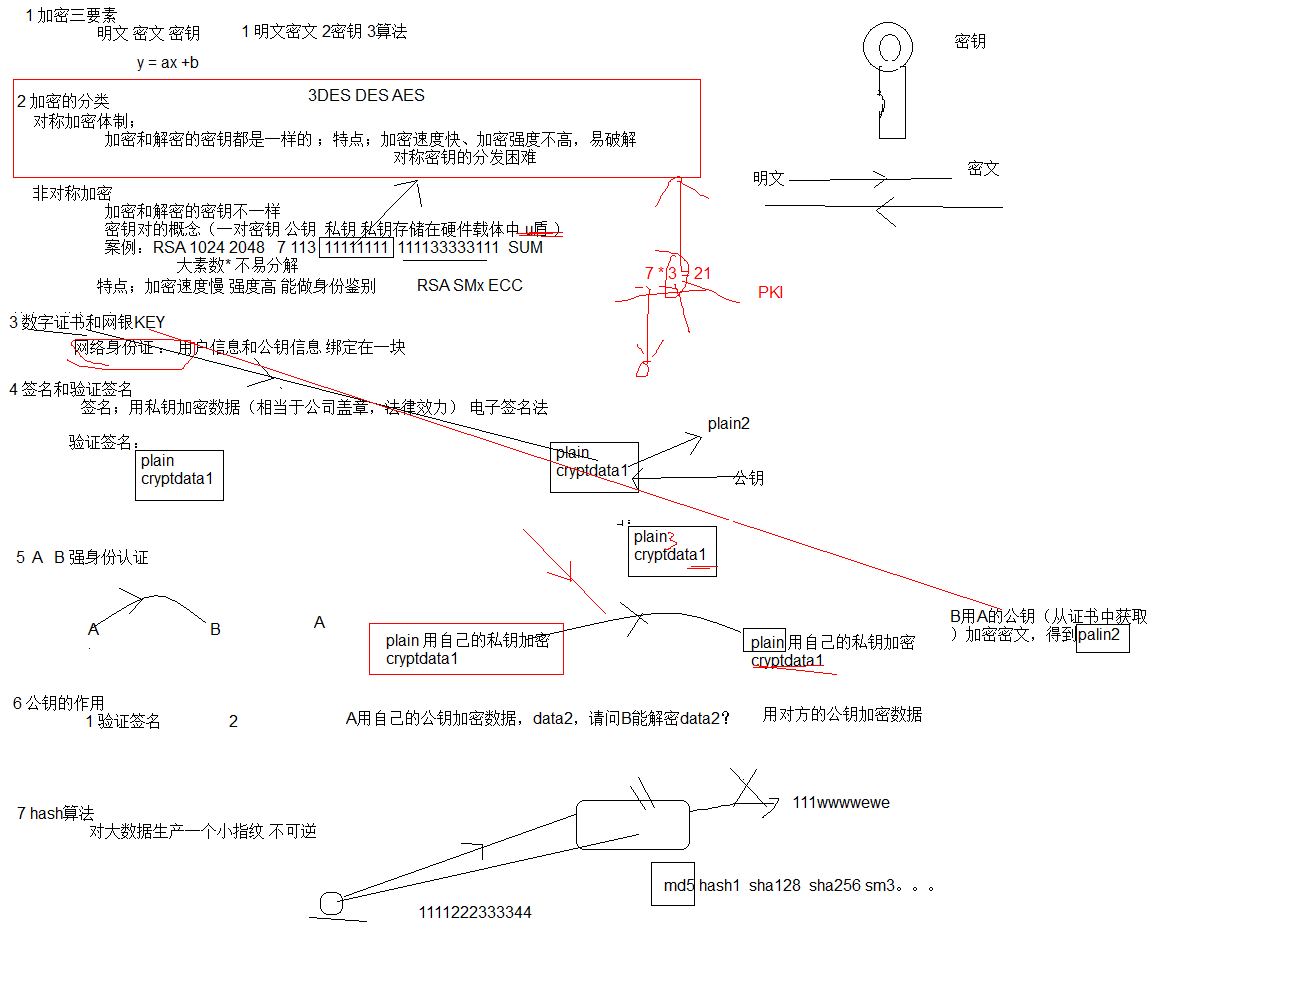 1 加密三要素
明文 密文 密钥
1 明文密文 2密钥 3算法
密钥
y = ax +b
2 加密的分类
3DES DES AES
对称加密体制；
加密和解密的密钥都是一样的 ；特点；加密速度快、加密强度不高，易破解
对称密钥的分发困难
明文
密文
非对称加密
加密和解密的密钥不一样
密钥对的概念（一对密钥 公钥 私钥 私钥存储在硬件载体中 u盾 ）
案例：RSA 1024 2048 7 113 11111111 111133333111 SUM
大素数* 不易分解
7 * 3 = 21
特点；加密速度慢 强度高 能做身份鉴别
RSA SMx ECC
PKI
3 数字证书和网银KEY
网络身份证 ：用户信息和公钥信息 绑定在一块
4 签名和验证签名
签名；用私钥加密数据（相当于公司盖章，法律效力） 电子签名法
验证签名：
plain
cryptdata1
plain
cryptdata1
plain2
公钥
plain
cryptdata1
5 A B 强身份认证
A
B
A
plain 用自己的私钥加密
cryptdata1
plain 用自己的私钥加密
cryptdata1
B用A的公钥（从证书中获取
）加密密文，得到palin2
6 公钥的作用
1 验证签名
2
A用自己的公钥加密数据，data2，请问B能解密data2？
用对方的公钥加密数据
7 hash算法
对大数据生产一个小指纹 不可逆
111wwwwewe
md5 hash1 sha128 sha256 sm3。。。
1111222333344